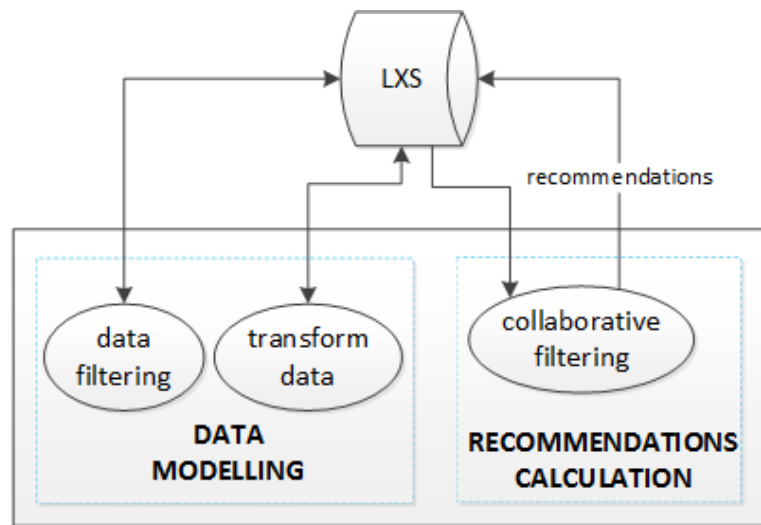 LXS
recommendations
data
filtering
transform
data
collaborative
filtering
DATA
MODELLING
RECOMMENDATIONS
CALCULATION